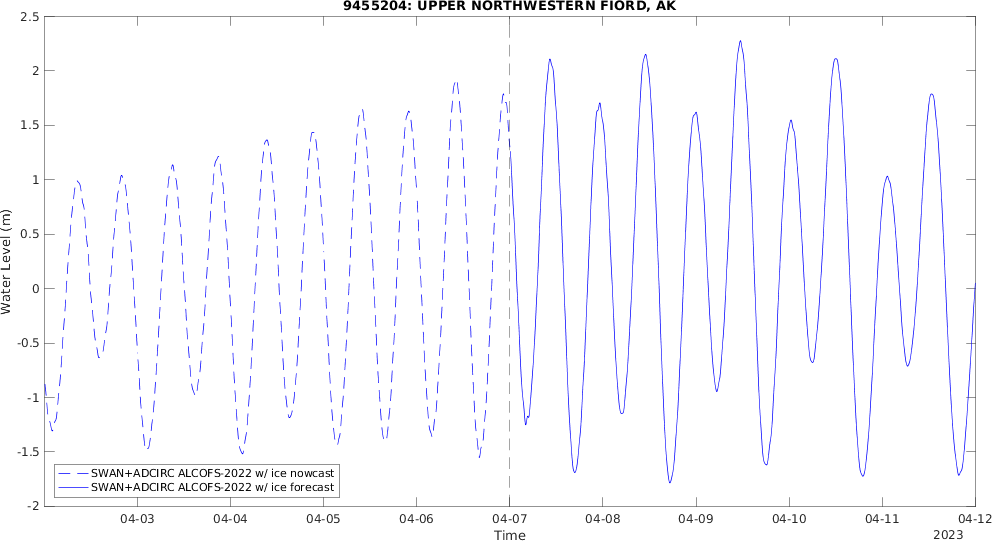 9455204: UPPER NORTHWESTERN FIORD, AK
2.5
2
1.5
1
0.5
0
-0.5
-1
-1.5
-2
Water Level (m)
SWAN+ADCIRC ALCOFS-2022 w/ ice nowcast
SWAN+ADCIRC ALCOFS-2022 w/ ice forecast
04-03 04-04 04-05 04-06 04-07 04-08 04-09 04-10 04-11 04-12
Time
2023